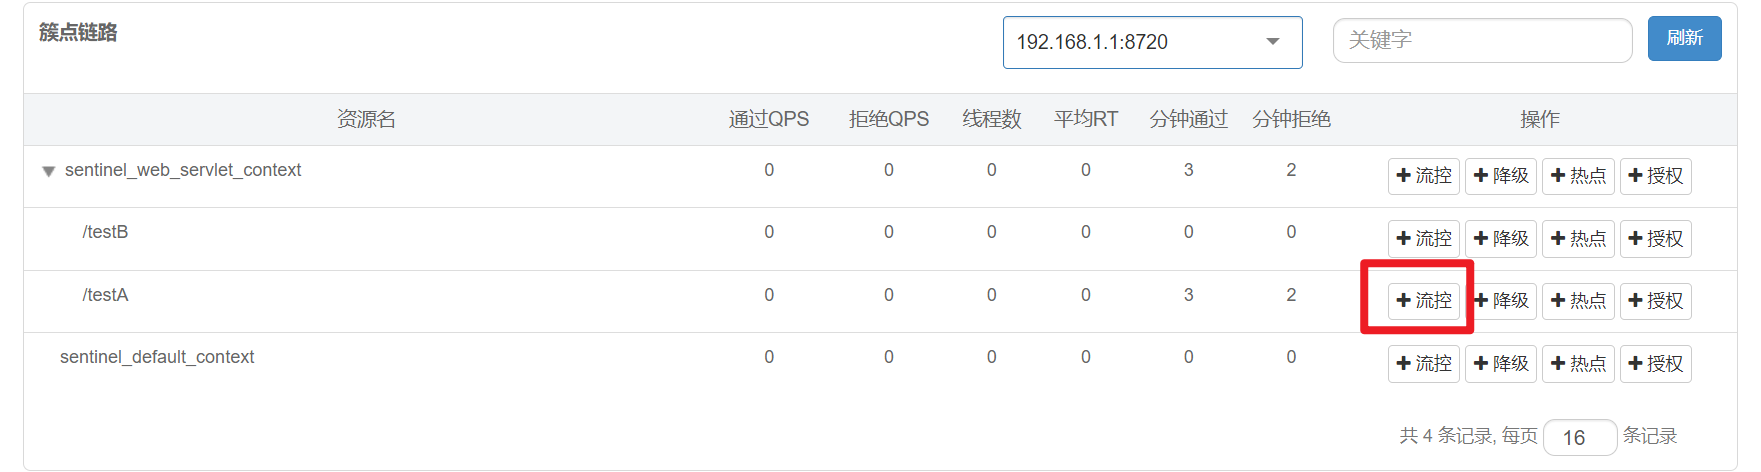 簇点链路
192.168.1.1:8720
关键字
刷新
资源名 通过QPS 拒绝QPS 线程数 平均RT 分钟通过 分钟拒绝 操作
sentinel_web_servlet_context 0 0 0 0 3 2 流控 降级 热点 授权
/testB 0 0 0 0 0 0 流控 降级 热点 授权
/testA 0 0 0 0 3 2 流控 降级 热点 授权
sentinel_default_context 0 0 0 0 0 0 流控 降级 热点 授权
共 4 条记录, 每页 16 条记录